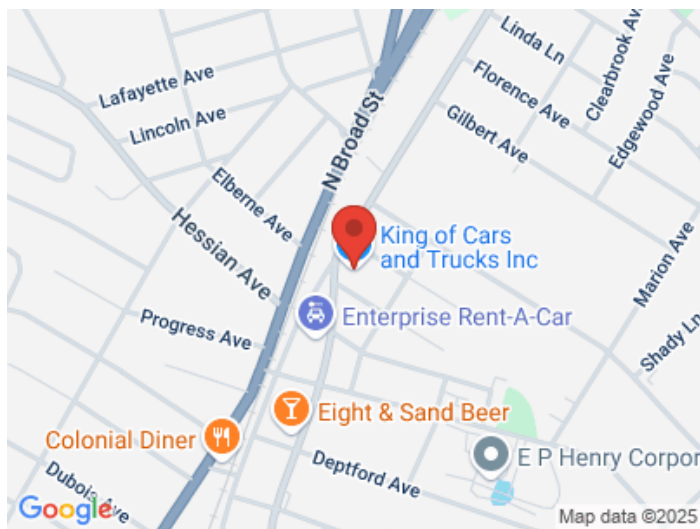 Linda Ln
Clearbrook Ave
Lafayette Ave
Florence Ave
Edgewood Ave
Lincoln Ave
N Broad St
Gilbert Ave
Elberne Ave
Hessian Ave
King of Cars
and Trucks Inc
Marion Ave
Progress Ave
Enterprise Rent-A-Car
Shady Ln
Eight & Sand Beer
Colonial Diner
Deptford Ave
E P Henry Corpor
Dubois Ave
Google
Map data ©2025